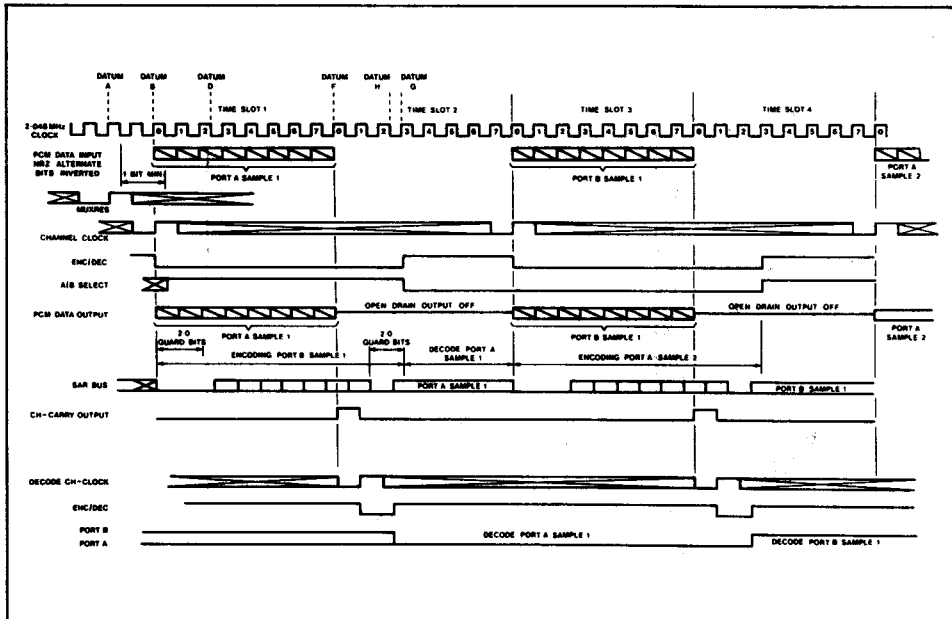 DATUM A
DATUM B
DATUM D
DATUM F
DATUM H
DATUM G
TIME SLOT 1
TIME SLOT 2
TIME SLOT 3
TIME SLOT 4
2·048 MHz
CLOCK
0 1 2 3 4 5 6 7 0 1 2 3 4 5 6 7 0 1 2 3 4 5 6 7 0 1 2 3 4 5 6 7 0
PCM DATA INPUT
NRZ ALTERNATE
BITS INVERTED
1 BIT MIN
PORT A SAMPLE 1
PORT B SAMPLE 1
PORT A SAMPLE 2
MUXRES
CHANNEL CLOCK
ENC/DEC
A/B SELECT
PCM DATA OUTPUT
OPEN DRAIN OUTPUT OFF
OPEN DRAIN OUTPUT OFF
2·0 GUARD BITS
PORT A SAMPLE 1
2·0 GUARD BITS
DECODE PORT A SAMPLE 1
PORT B SAMPLE 1
PORT A SAMPLE 2
ENCODING PORT B SAMPLE 1
ENCODING PORT A SAMPLE 2
SAR BUS
PORT A SAMPLE 1
PORT B SAMPLE 1
CH-CARRY OUTPUT
DECODE CH-CLOCK
ENC/DEC
PORT B
PORT A
DECODE PORT A SAMPLE 1
DECODE PORT B SAMPLE 1